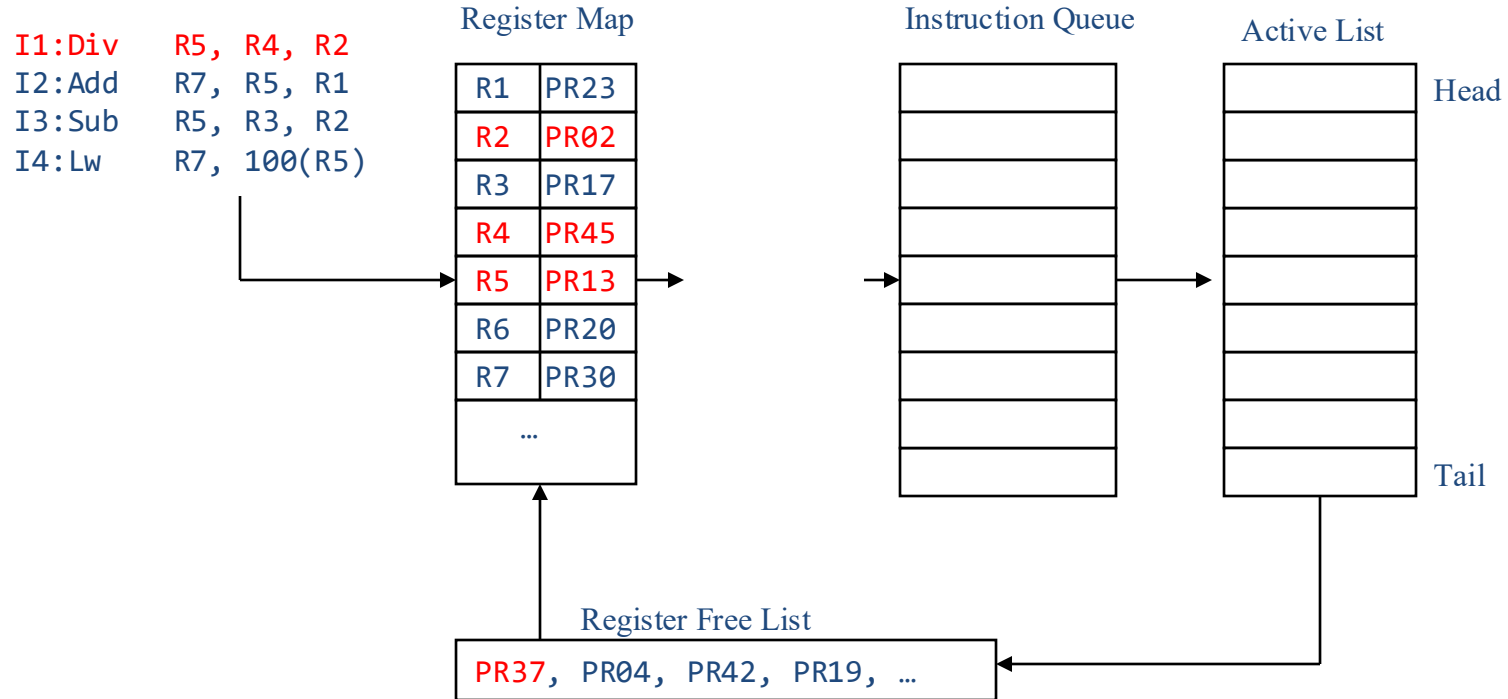 Register Map
Instruction Queue
Active List
I1:Div R5, R4, R2
I2:Add R7, R5, R1
I3:Sub R5, R3, R2
I4:Lw R7, 100(R5)
R1 PR23
R2 PR02
R3 PR17
R4 PR45
R5 PR13
R6 PR20
R7 PR30
…
Head
Tail
Register Free List
PR37, PR04, PR42, PR19, …